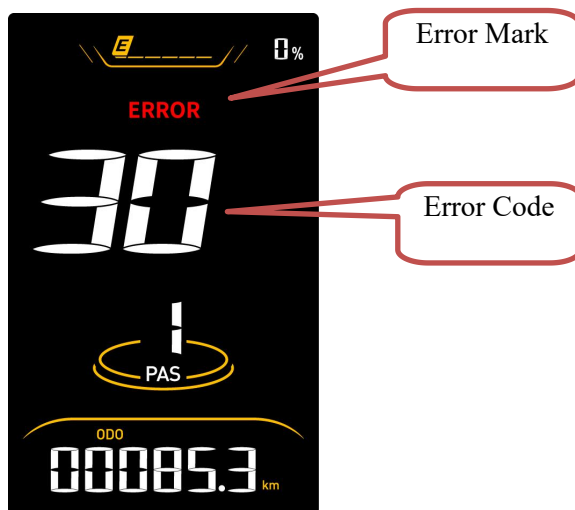 E
0%
Error Mark
ERROR
30
Error Code
1
PAS
ODO
00085.3 km